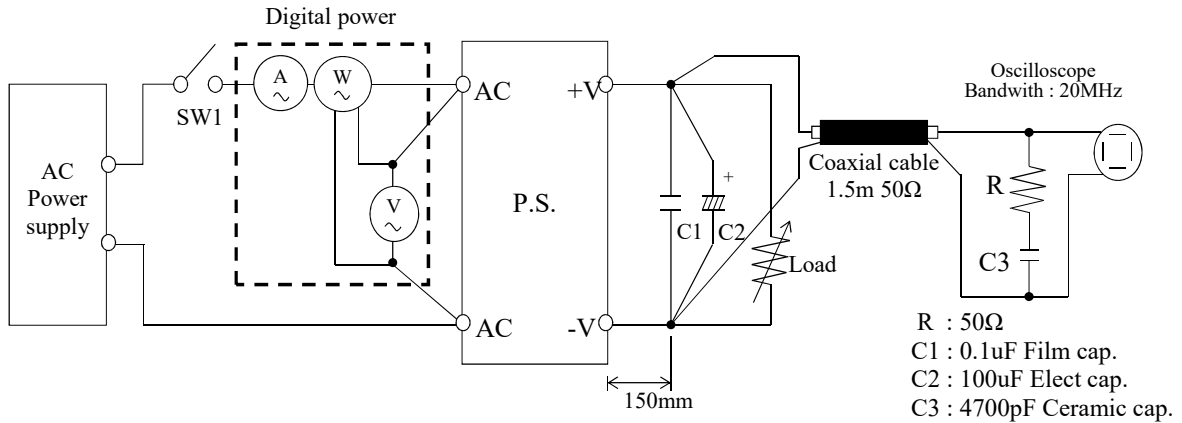 Digital power
A
W
SW1
V
AC
Power
supply
AC
AC
P.S.
+V
-V
C1
+
C2
Load
150mm
Coaxial cable
1.5m 50Ω
Oscilloscope
Bandwith : 20MHz
R
C3
R : 50Ω
C1 : 0.1uF Film cap.
C2 : 100uF Elect cap.
C3 : 4700pF Ceramic cap.